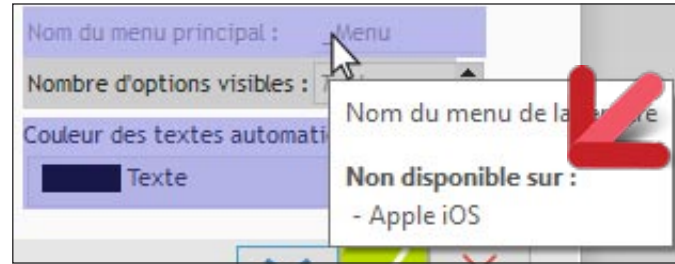 Nom du menu principal : _Menu
Nombre d'options visibles :
Couleur des textes automati
Texte
Nom du menu de la
Non disponible sur :
- Apple iOS